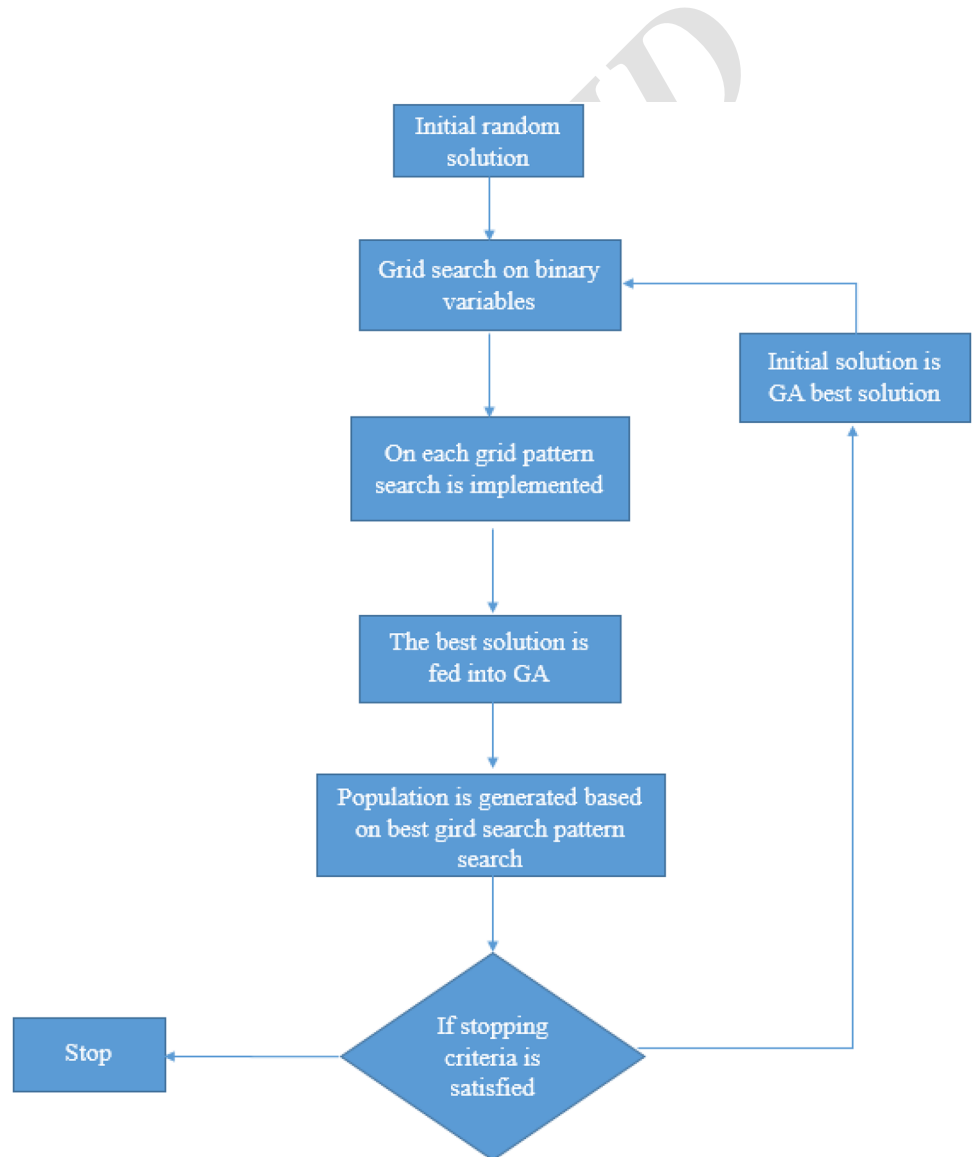 Initial random
solution
Grid search on binary
variables
Initial solution is
GA best solution
On each grid pattern
search is implemented
The best solution is
fed into GA
Population is generated based
on best gird search pattern
search
If stopping
criteria is
satisfied
Stop